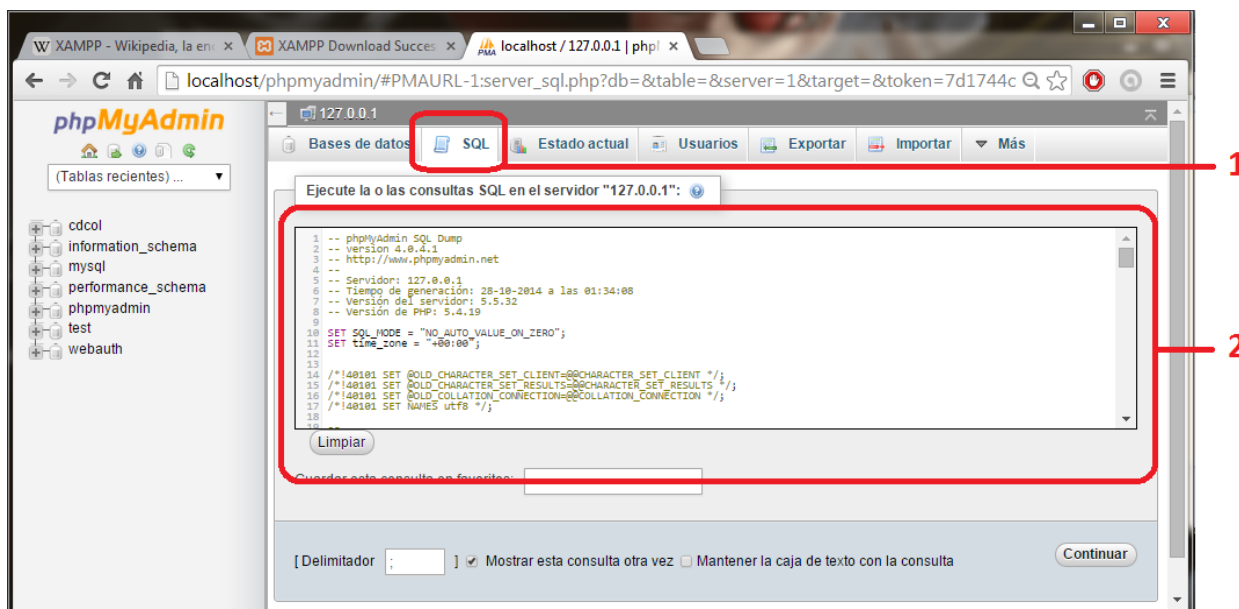 XAMPP - Wikipedia, la en
XAMPP Download Succes
localhost / 127.0.0.1 | phpl
localhost/phpmyadmin/#PMAURL-1:server_sql.php?db=&table=&server=1&target=&token=7d1744c
phpMyAdmin
(Tablas recientes) ...
cdcol
information_schema
mysql
performance_schema
phpmyadmin
test
webauth
127.0.0.1
Bases de datos SQL Estado actual Usuarios Exportar Importar Más
1
Ejecute la o las consultas SQL en el servidor "127.0.0.1":
1 -- phpMyAdmin SQL Dump
2 -- version 4.0.4.1
3 -- http://www.phpmyadmin.net
4 --
5 -- Servidor: 127.0.0.1
6 -- Tiempo de generación: 28-10-2014 a las 01:34:08
7 -- Versión del servidor: 5.5.32
8 -- Versión de PHP: 5.4.19
9
10 SET SQL_MODE = "NO_AUTO_VALUE_ON_ZERO";
11 SET time_zone = "+00:00";
12
13
14 /*!40101 SET @OLD_CHARACTER_SET_CLIENT=@@CHARACTER_SET_CLIENT */;
15 /*!40101 SET @OLD_CHARACTER_SET_RESULTS=@@CHARACTER_SET_RESULTS */;
16 /*!40101 SET @OLD_COLLATION_CONNECTION=@@COLLATION_CONNECTION */;
17 /*!40101 SET NAMES utf8 */;
18
19 --
2
Limpiar
Guardar esta consulta en favoritos:
[ Delimitador ; ] Mostrar esta consulta otra vez Mantener la caja de texto con la consulta
Continuar